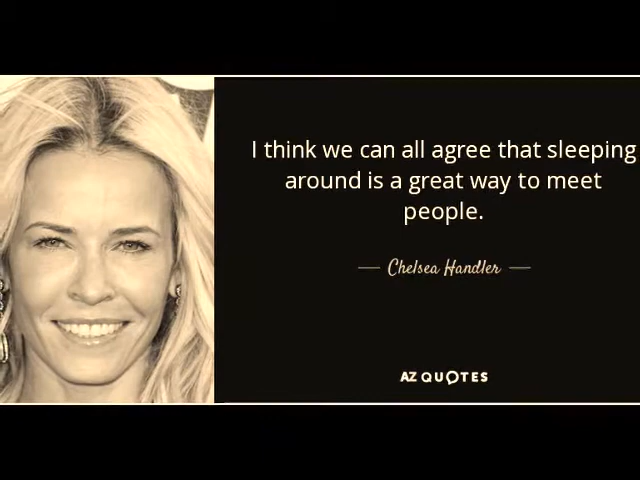 I think we can all agree that sleeping
around is a great way to meet
people.
Chelsea Handler
AZ QUOTES